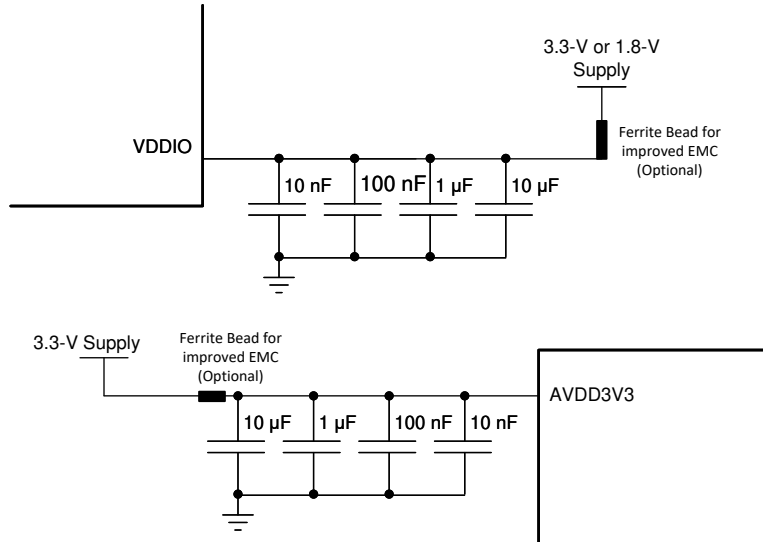 3.3-V or 1.8-V
Supply
VDDIO
Ferrite Bead for
improved EMC
(Optional)
10 nF
100 nF
1 µF
10 µF
3.3-V Supply
Ferrite Bead for
improved EMC
(Optional)
AVDD3V3
10 µF
1 µF
100 nF
10 nF